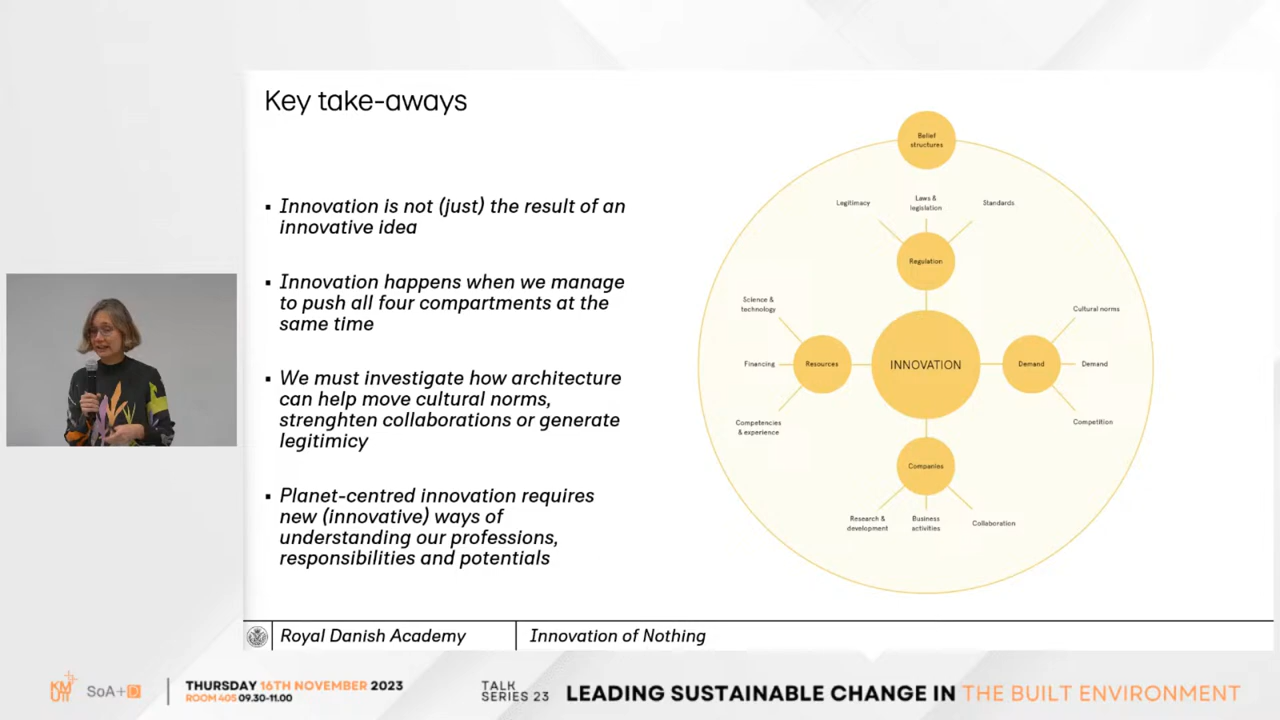 Key take-aways
▪ Innovation is not (just) the result of an
innovative idea
▪ Innovation happens when we manage
to push all four compartments at the
same time
▪ We must investigate how architecture
can help move cultural norms,
strenghten collaborations or generate
legitimicy
▪ Planet-centred innovation requires
new (innovative) ways of
understanding our professions,
responsibilities and potentials
Belief
structures
Legitimacy
Laws &
legislation
Standards
Regulation
Science &
technology
Financing
Competencies
& experience
Resources
INNOVATION
Demand
Cultural norms
Demand
Competition
Companies
Research &
development
Business
activities
Collaboration
Royal Danish Academy
Innovation of Nothing
KM
UTT
SoA+D
THURSDAY 16TH NOVEMBER 2023
ROOM 405 09.30-11.00
TALK
SERIES 23
LEADING SUSTAINABLE CHANGE IN THE BUILT ENVIRONMENT